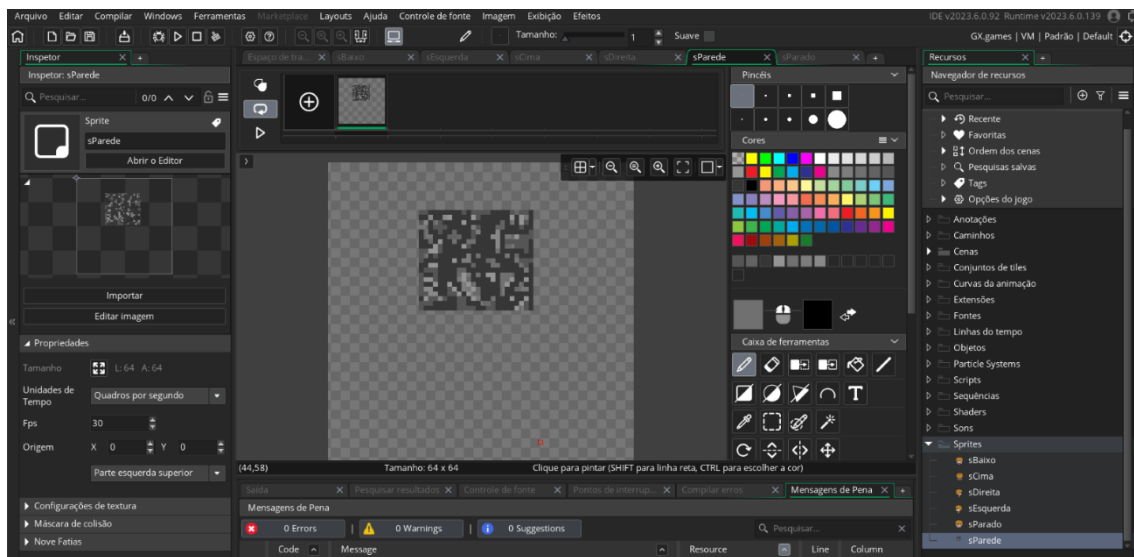 Arquivo Editar Compilar Windows Ferramentas Marketplace Layouts Ajuda Controle de fonte Imagem Exibição Efeitos
IDE v2023.6.0.92 Runtime v2023.6.0.139
Tamanho: 1 Suave
GX.games | VM | Padrão | Default
Inspetor
Inspetor: sParede
Pesquisar... 0/0
Sprite
sParede
Abrir o Editor
Importar
Editar imagem
Propriedades
Tamanho L: 64 A: 64
Unidades de Tempo
Quadros por segundo
Fps 30
Origem X 0 Y 0
Parte esquerda superior
Configurações de textura
Máscara de colisão
Nove Fatias
Espaço de tra... sBaixo sEsquerda sCima sDireita sParede sParado
Pincéis
Cores
Caixa de ferramentas
T
(44,58) Tamanho: 64 x 64 Clique para pintar (SHIFT para linha reta, CTRL para escolher a cor)
Saída Pesquisar resultados Controle de fonte Pontos de interrup... Compilar erros Mensagens de Pena
Mensagens de Pena
0 Errors 0 Warnings 0 Suggestions Pesquisar...
Code Message Resource Line Column
Recursos
Navegador de recursos
Pesquisar...
Recente
Favoritas
Ordem dos cenas
Pesquisas salvas
Tags
Opções do jogo
Anotações
Caminhos
Cenas
Conjuntos de tiles
Curvas da animação
Extensões
Fontes
Linhas do tempo
Objetos
Particle Systems
Scripts
Sequências
Shaders
Sons
Sprites
sBaixo
sCima
sDireita
sEsquerda
sParado
sParede